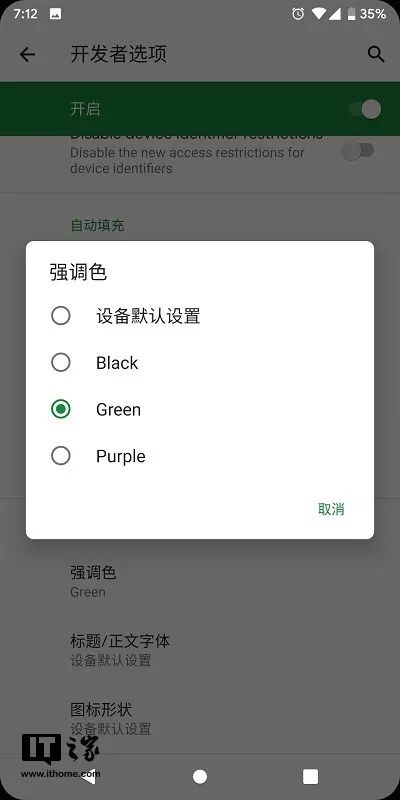 7:12
35%
开发者选项
开启
Disable device identifier restrictions
Disable the new access restrictions for
device identifiers
自动填充
强调色
设备默认设置
Black
Green
Purple
取消
强调色
Green
标题/正文字体
设备默认设置
图标形状
设备默认设置
IT之家
www.ithome.com